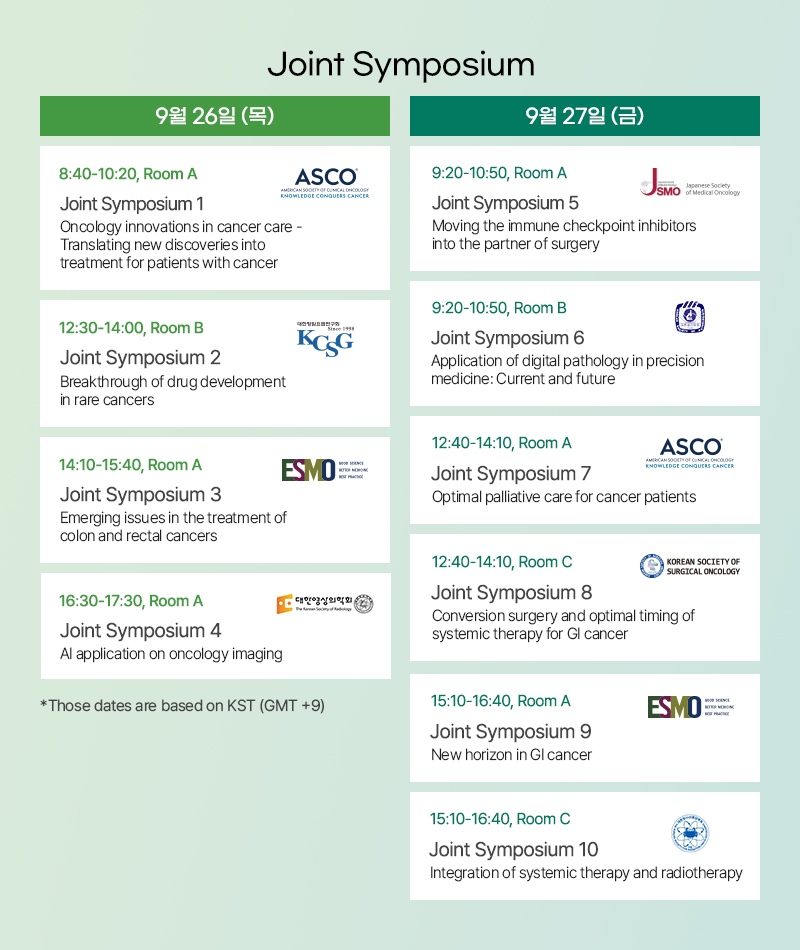 Joint Symposium
9월 26일 (목)
8:40-10:20, Room A
ASCO
AMERICAN SOCIETY OF CLINICAL ONCOLOGY
KNOWLEDGE CONQUERS CANCER
Joint Symposium 1
Oncology innovations in cancer care -
Translating new discoveries into
treatment for patients with cancer
12:30-14:00, Room B
대한항암요법연구회
Since 1998
KCSG
Joint Symposium 2
Breakthrough of drug development
in rare cancers
14:10-15:40, Room A
ESMO
GOOD SCIENCE
BETTER MEDICINE
BEST PRACTICE
Joint Symposium 3
Emerging issues in the treatment of
colon and rectal cancers
16:30-17:30, Room A
대한영상의학회
The Korean Society of Radiology
Joint Symposium 4
AI application on oncology imaging
*Those dates are based on KST (GMT +9)
9월 27일 (금)
9:20-10:50, Room A
JSMO
Japanese Society
of Medical Oncology
Joint Symposium 5
Moving the immune checkpoint inhibitors
into the partner of surgery
9:20-10:50, Room B
Joint Symposium 6
Application of digital pathology in precision
medicine: Current and future
12:40-14:10, Room A
ASCO
AMERICAN SOCIETY OF CLINICAL ONCOLOGY
KNOWLEDGE CONQUERS CANCER
Joint Symposium 7
Optimal palliative care for cancer patients
12:40-14:10, Room C
KOREAN SOCIETY OF
SURGICAL ONCOLOGY
Joint Symposium 8
Conversion surgery and optimal timing of
systemic therapy for GI cancer
15:10-16:40, Room A
ESMO
GOOD SCIENCE
BETTER MEDICINE
BEST PRACTICE
Joint Symposium 9
New horizon in GI cancer
15:10-16:40, Room C
Joint Symposium 10
Integration of systemic therapy and radiotherapy